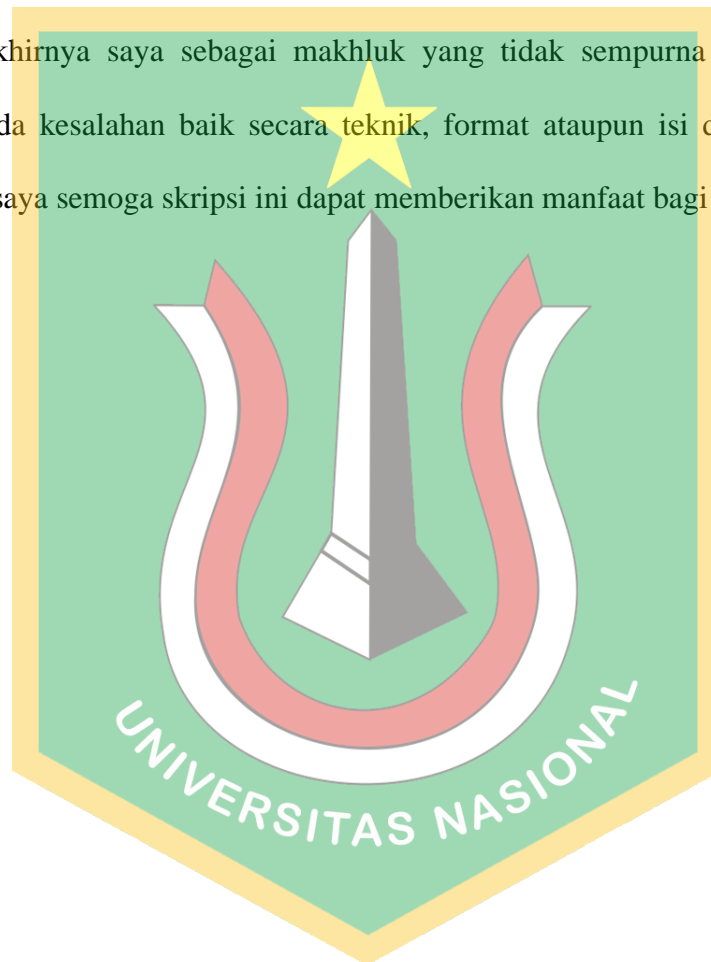 khirnya saya sebagai makhluk yang tidak sempurna
da kesalahan baik secara teknik, format ataupun isi d
saya semoga skripsi ini dapat memberikan manfaat bagi
UNIVERSITAS NASIONAL